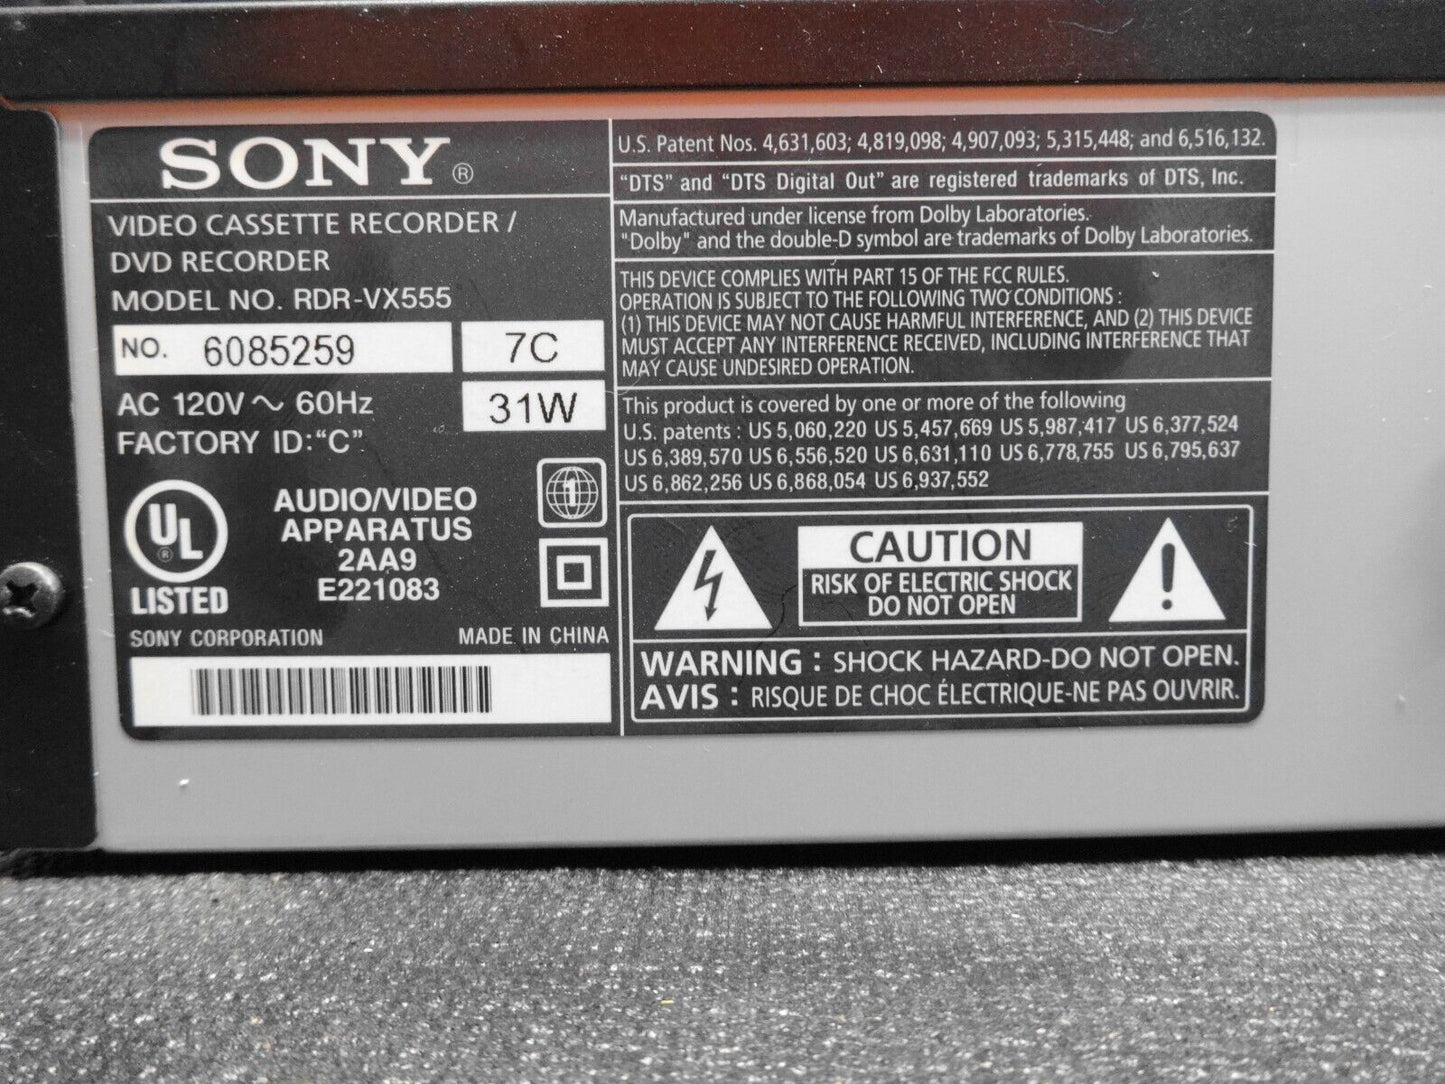 SONY®
VIDEO CASSETTE RECORDER /
DVD RECORDER
MODEL NO. RDR-VX555
NO. 6085259 7C
AC 120V ~ 60Hz 31W
FACTORY ID:“C”
UL®
LISTED
AUDIO/VIDEO
APPARATUS
2AA9
E221083
1
SONY CORPORATION MADE IN CHINA
U.S. Patent Nos. 4,631,603; 4,819,098; 4,907,093; 5,315,448; and 6,516,132.
“DTS” and “DTS Digital Out” are registered trademarks of DTS, Inc.
Manufactured under license from Dolby Laboratories.
"Dolby" and the double-D symbol are trademarks of Dolby Laboratories.
THIS DEVICE COMPLIES WITH PART 15 OF THE FCC RULES.
OPERATION IS SUBJECT TO THE FOLLOWING TWO CONDITIONS :
(1) THIS DEVICE MAY NOT CAUSE HARMFUL INTERFERENCE, AND (2) THIS DEVICE
MUST ACCEPT ANY INTERFERENCE RECEIVED, INCLUDING INTERFERENCE THAT
MAY CAUSE UNDESIRED OPERATION.
This product is covered by one or more of the following
U.S. patents : US 5,060,220 US 5,457,669 US 5,987,417 US 6,377,524
US 6,389,570 US 6,556,520 US 6,631,110 US 6,778,755 US 6,795,637
US 6,862,256 US 6,868,054 US 6,937,552
CAUTION
RISK OF ELECTRIC SHOCK
DO NOT OPEN
!
WARNING : SHOCK HAZARD-DO NOT OPEN.
AVIS : RISQUE DE CHOC ÉLECTRIQUE-NE PAS OUVRIR.